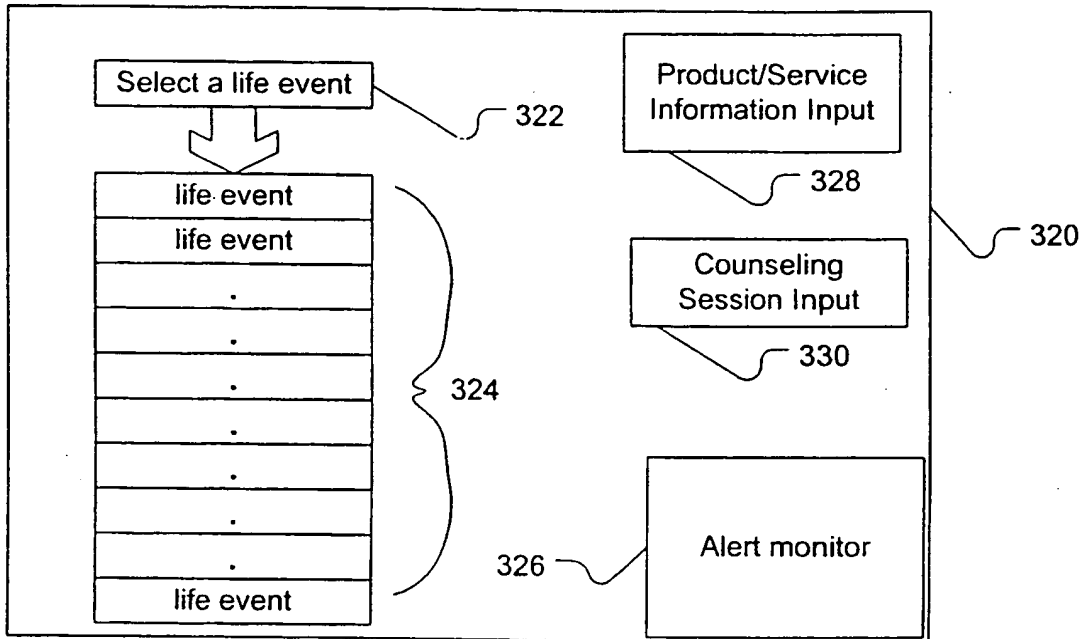 Select a life event
322
life event
life event
.
.
.
.
.
.
.
life event
324
Product/Service
Information Input
328
320
Counseling
Session Input
330
Alert monitor
326